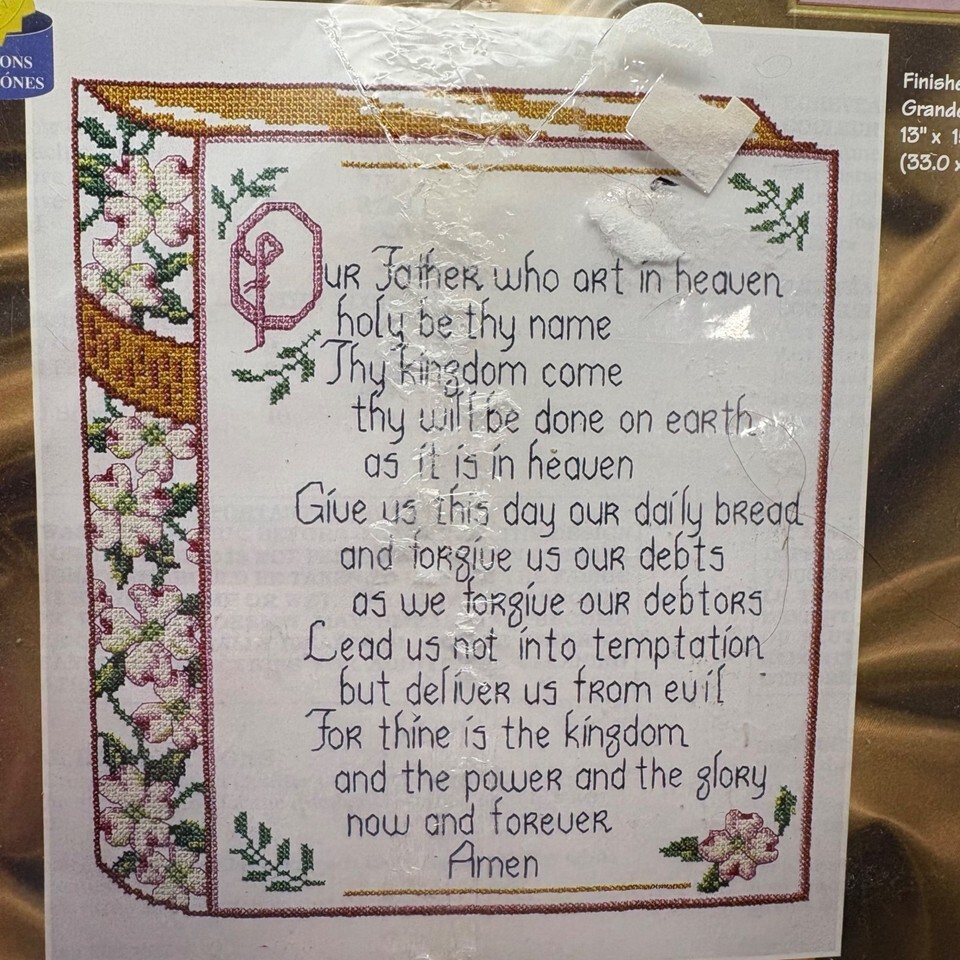 ONS
ÓNES
Finishe
Grande
13" x 1
(33.0 x
Our Father who art in heaven
holy be thy name
Thy kingdom come
thy will be done on earth
as it is in heaven
Give us this day our daily bread
and forgive us our debts
as we forgive our debtors
Lead us not into temptation
but deliver us from evil
For thine is the kingdom
and the power and the glory
now and forever
Amen